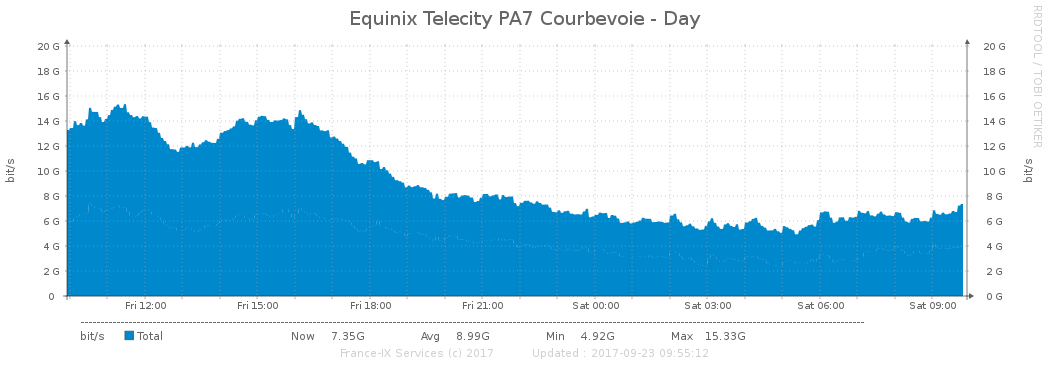 Equinix Telecity PA7 Courbevoie - Day
RRDTOOL / TOBI OETIKER
20 G 20 G
18 G 18 G
16 G 16 G
14 G 14 G
12 G 12 G
10 G 10 G
8 G 8 G
6 G 6 G
4 G 4 G
2 G 2 G
0 0 G
bit/s
bit/s
Fri 12:00 Fri 15:00 Fri 18:00 Fri 21:00 Sat 00:00 Sat 03:00 Sat 06:00 Sat 09:00
bit/s Total Now 7.35G Avg 8.99G Min 4.92G Max 15.33G
France-IX Services (c) 2017 Updated : 2017-09-23 09:55:12